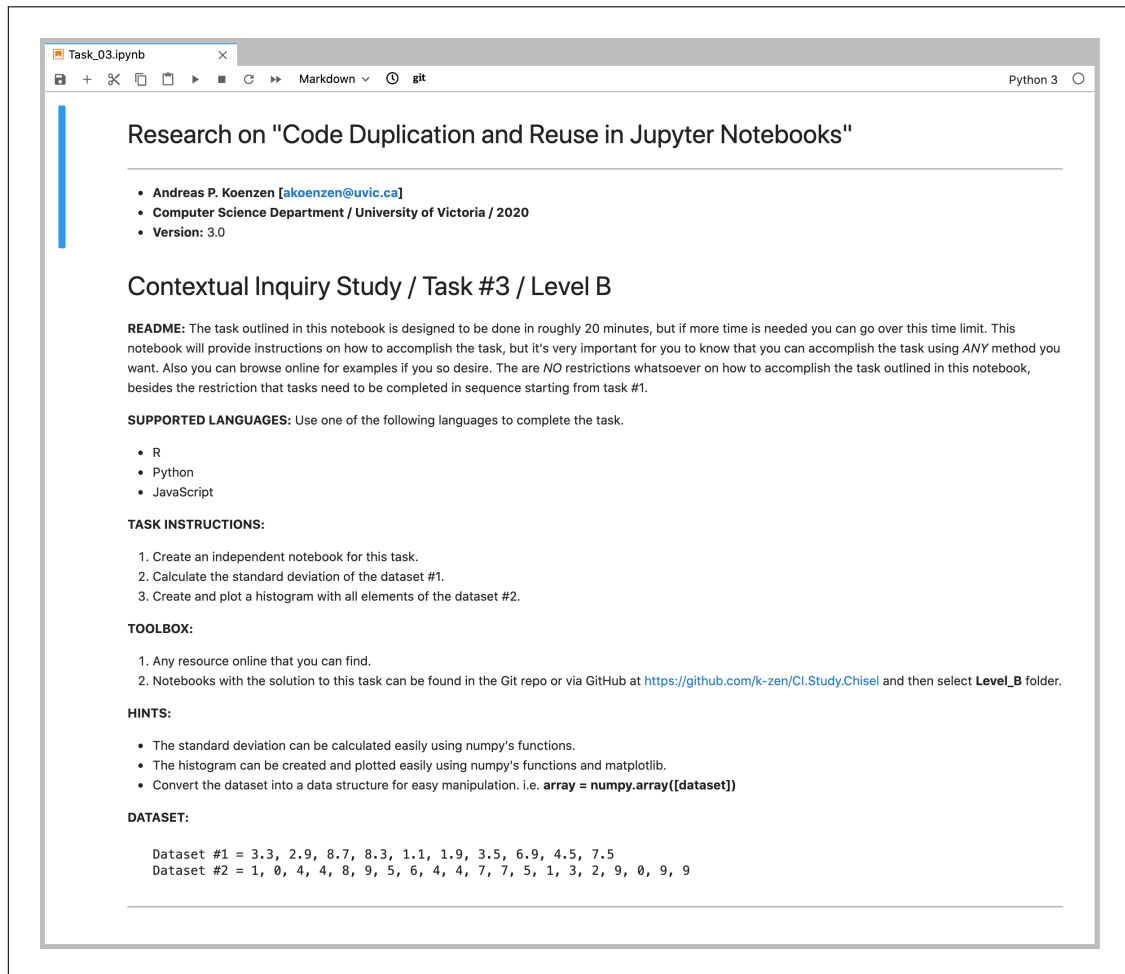 Task_03.ipynb
Markdown
git
Python 3
Research on "Code Duplication and Reuse in Jupyter Notebooks"
Andreas P. Koenzen [akoenzen@uvic.ca]
Computer Science Department / University of Victoria / 2020
Version: 3.0
Contextual Inquiry Study / Task #3 / Level B
README: The task outlined in this notebook is designed to be done in roughly 20 minutes, but if more time is needed you can go over this time limit. This
notebook will provide instructions on how to accomplish the task, but it's very important for you to know that you can accomplish the task using ANY method you
want. Also you can browse online for examples if you so desire. The are NO restrictions whatsoever on how to accomplish the task outlined in this notebook,
besides the restriction that tasks need to be completed in sequence starting from task #1.
SUPPORTED LANGUAGES: Use one of the following languages to complete the task.
R
Python
JavaScript
TASK INSTRUCTIONS:
1. Create an independent notebook for this task.
2. Calculate the standard deviation of the dataset #1.
3. Create and plot a histogram with all elements of the dataset #2.
TOOLBOX:
1. Any resource online that you can find.
2. Notebooks with the solution to this task can be found in the Git repo or via GitHub at https://github.com/k-zen/CI.Study.Chisel and then select Level_B folder.
HINTS:
The standard deviation can be calculated easily using numpy's functions.
The histogram can be created and plotted easily using numpy's functions and matplotlib.
Convert the dataset into a data structure for easy manipulation. i.e. array = numpy.array([dataset])
DATASET:
Dataset #1 = 3.3, 2.9, 8.7, 8.3, 1.1, 1.9, 3.5, 6.9, 4.5, 7.5
Dataset #2 = 1, 0, 4, 4, 8, 9, 5, 6, 4, 4, 7, 7, 5, 1, 3, 2, 9, 0, 9, 9